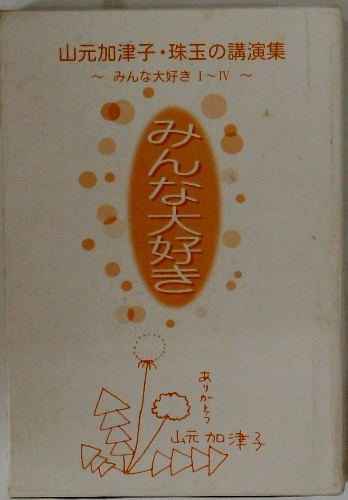 山元加津子・珠玉の講演集
～ みんな大好き Ⅰ～Ⅳ ～
みんな大好き
ありがとう
山元加津子